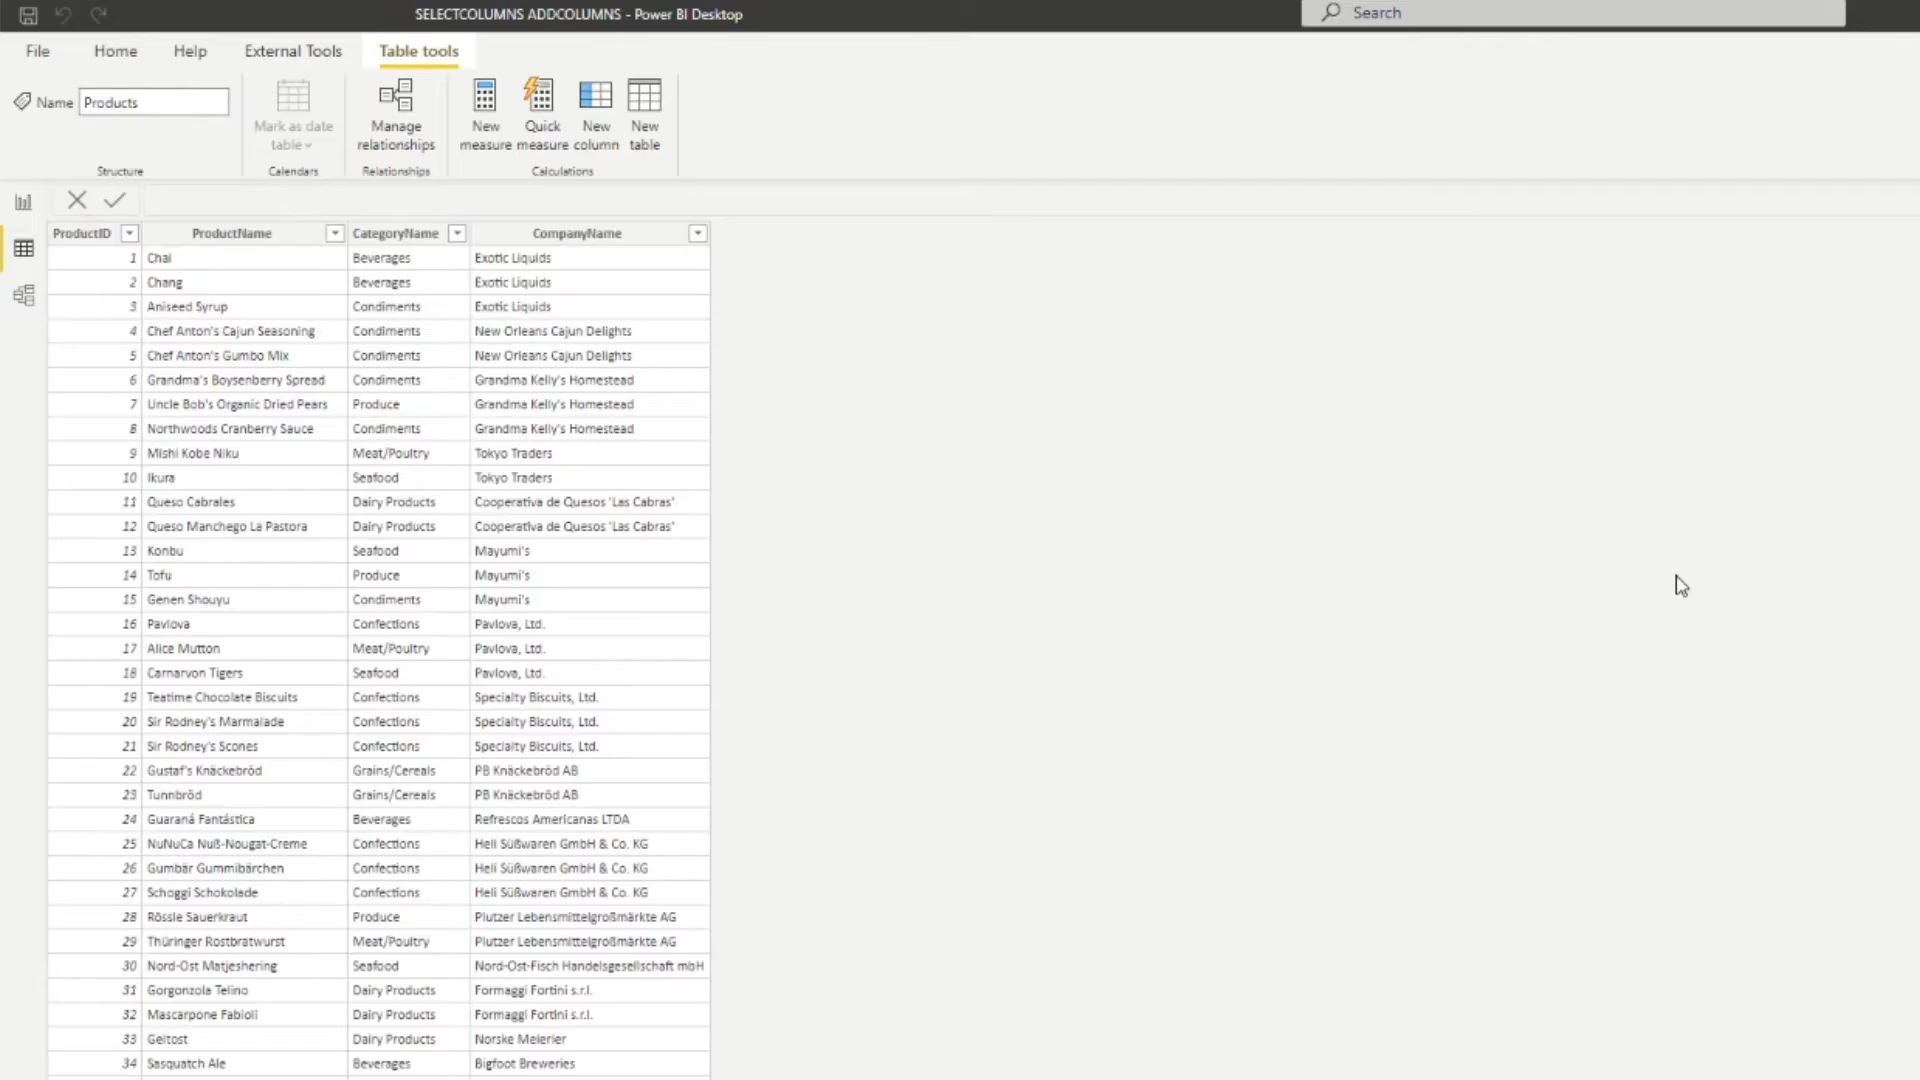 SELECTCOLUMNS ADDCOLUMNS - Power BI Desktop
Search
File Home Help External Tools Table tools
Name Products
Mark as date table
Manage relationships
New measure
Quick measure
New column
New table
Structure Calendars Relationships Calculations
ProductID ProductName CategoryName CompanyName
1 Chai Beverages Exotic Liquids
2 Chang Beverages Exotic Liquids
3 Aniseed Syrup Condiments Exotic Liquids
4 Chef Anton's Cajun Seasoning Condiments New Orleans Cajun Delights
5 Chef Anton's Gumbo Mix Condiments New Orleans Cajun Delights
6 Grandma's Boysenberry Spread Condiments Grandma Kelly's Homestead
7 Uncle Bob's Organic Dried Pears Produce Grandma Kelly's Homestead
8 Northwoods Cranberry Sauce Condiments Grandma Kelly's Homestead
9 Mishi Kobe Niku Meat/Poultry Tokyo Traders
10 Ikura Seafood Tokyo Traders
11 Queso Cabrales Dairy Products Cooperativa de Quesos 'Las Cabras'
12 Queso Manchego La Pastora Dairy Products Cooperativa de Quesos 'Las Cabras'
13 Konbu Seafood Mayumi's
14 Tofu Produce Mayumi's
15 Genen Shouyu Condiments Mayumi's
16 Pavlova Confections Pavlova, Ltd.
17 Alice Mutton Meat/Poultry Pavlova, Ltd.
18 Carnarvon Tigers Seafood Pavlova, Ltd.
19 Teatime Chocolate Biscuits Confections Specialty Biscuits, Ltd.
20 Sir Rodney's Marmalade Confections Specialty Biscuits, Ltd.
21 Sir Rodney's Scones Confections Specialty Biscuits, Ltd.
22 Gustaf's Knäckebröd Grains/Cereals PB Knäckebröd AB
23 Tunnbröd Grains/Cereals PB Knäckebröd AB
24 Guaraná Fantástica Beverages Refrescos Americanas LTDA
25 NuNuCa Nuß-Nougat-Creme Confections Heli Süßwaren GmbH & Co. KG
26 Gumbär Gummibärchen Confections Heli Süßwaren GmbH & Co. KG
27 Schoggi Schokolade Confections Heli Süßwaren GmbH & Co. KG
28 Rössle Sauerkraut Produce Plutzer Lebensmittelgroßmärkte AG
29 Thüringer Rostbratwurst Meat/Poultry Plutzer Lebensmittelgroßmärkte AG
30 Nord-Ost Matjeshering Seafood Nord-Ost-Fisch Handelsgesellschaft mbH
31 Gorgonzola Telino Dairy Products Formaggi Fortini s.r.l.
32 Mascarpone Fabioli Dairy Products Formaggi Fortini s.r.l.
33 Geitost Dairy Products Norske Meierier
34 Sasquatch Ale Beverages Bigfoot Breweries